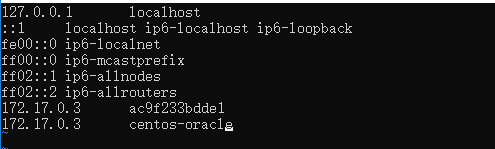 127.0.0.1 localhost
::1 localhost ip6-localhost ip6-loopback
fe00::0 ip6-localnet
ff00::0 ip6-mcastprefix
ff02::1 ip6-allnodes
ff02::2 ip6-allrouters
172.17.0.3 ac9f233bdde1
172.17.0.3 centos-oracle
~
~